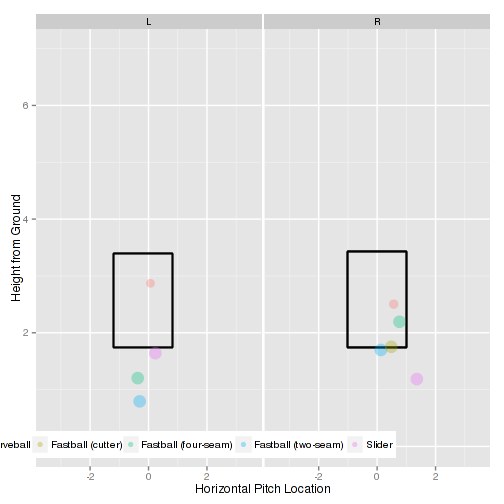 L R
6
4
2
rveball Fastball (cutter) Fastball (four-seam) Fastball (two-seam) Slider
-2 0 2 -2 0 2
Height from Ground
Horizontal Pitch Location